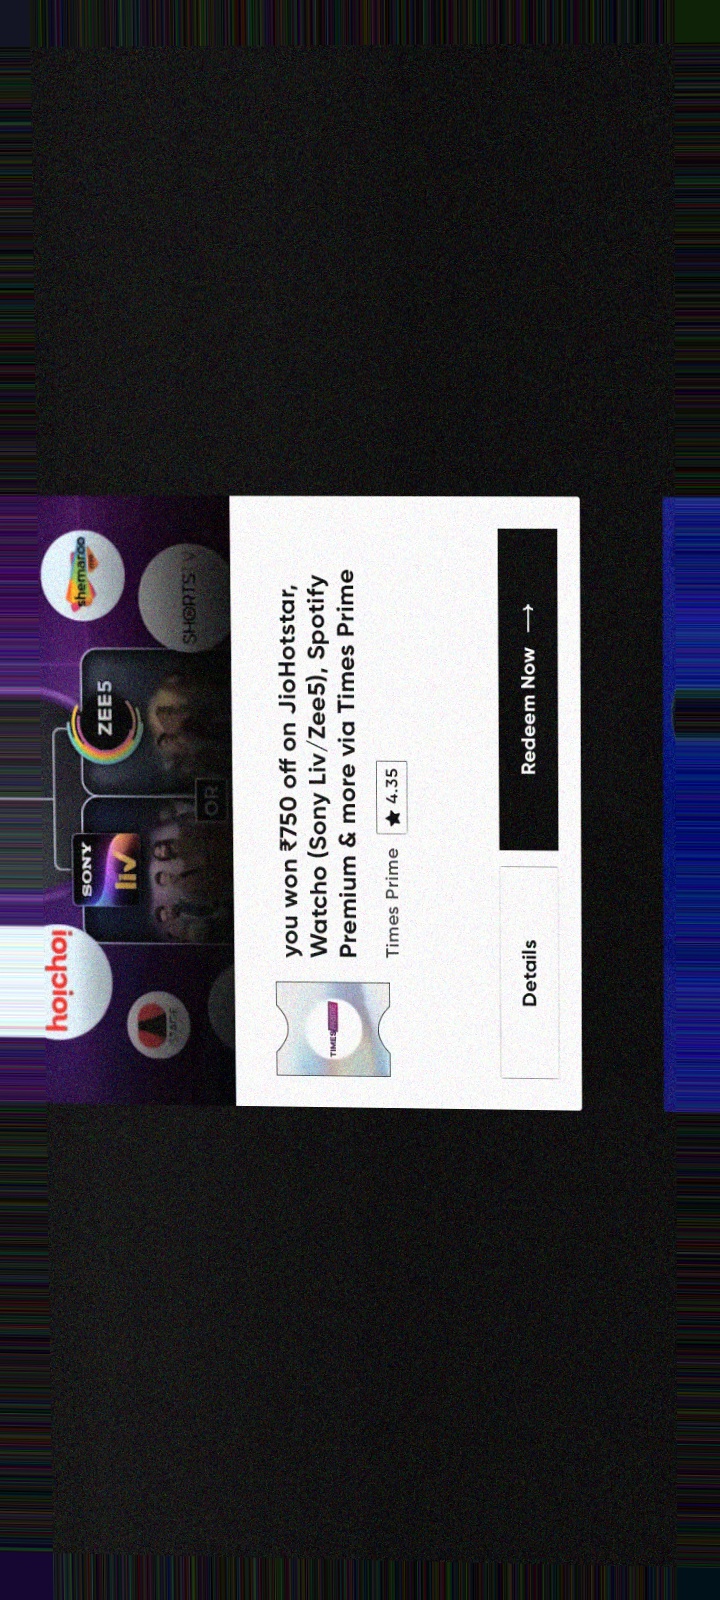 hoichoi
SONY
liv
ZEE5
shemaroo
STAGE
OR
SHORTS TV
you won ₹750 off on JioHotstar,
Watcho (Sony Liv/Zee5), Spotify
Premium & more via Times Prime
Times Prime ★ 4.35
TIMES PRIME
Details
Redeem Now →